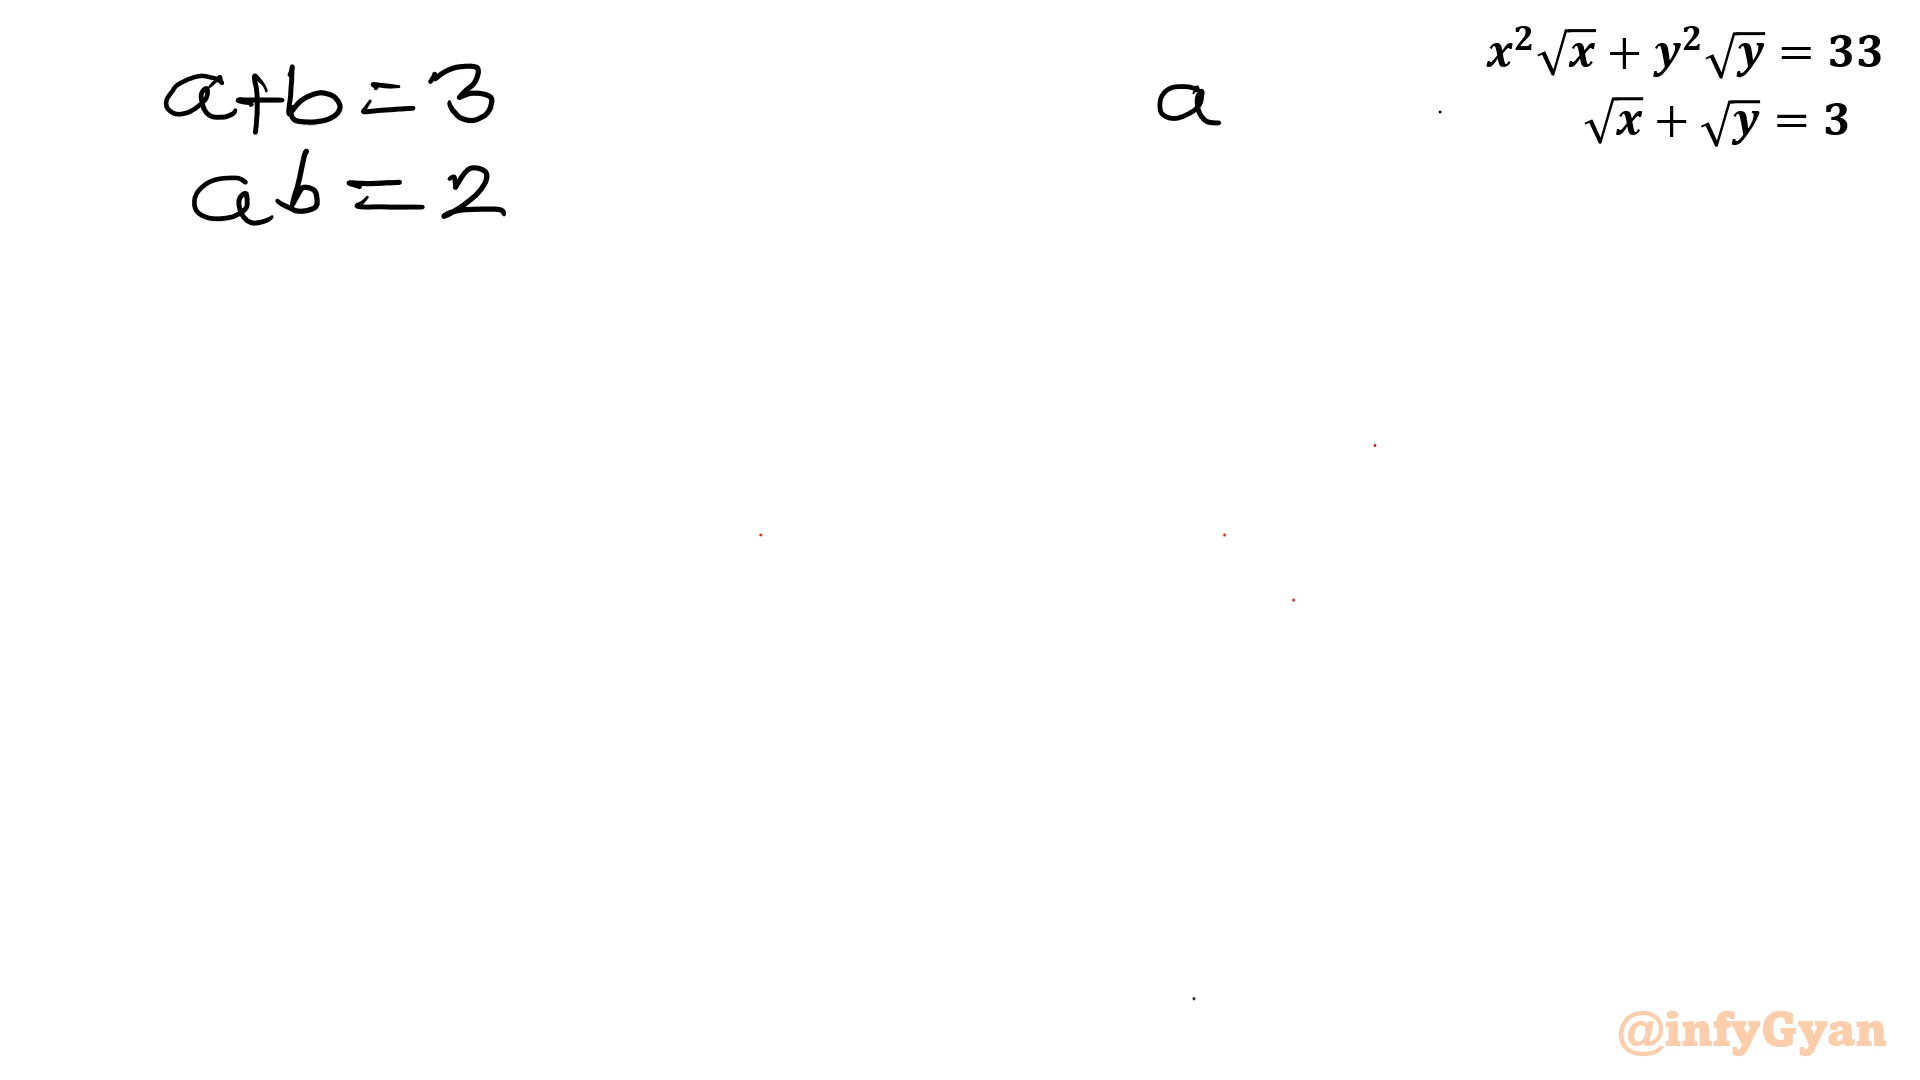 a+b=3
ab=2
a
x²√x + y²√y = 33
√x + √y = 3
@infyGyan